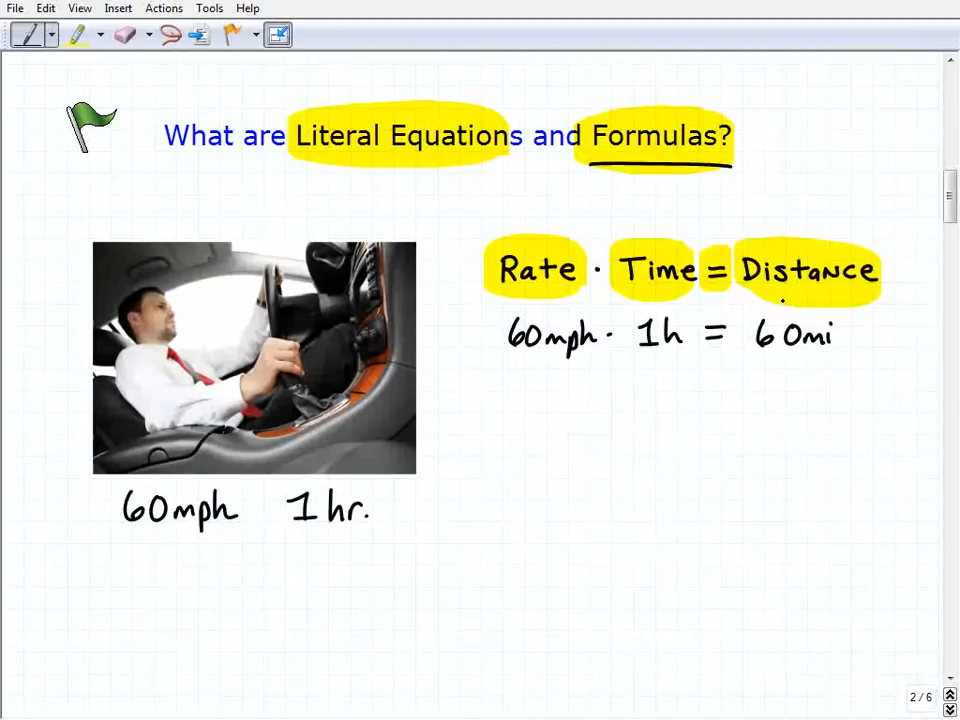 File Edit View Insert Actions Tools Help
What are Literal Equations and Formulas?
Rate · Time = Distance
60mph · 1h = 60mi
60mph 1hr.
2/6